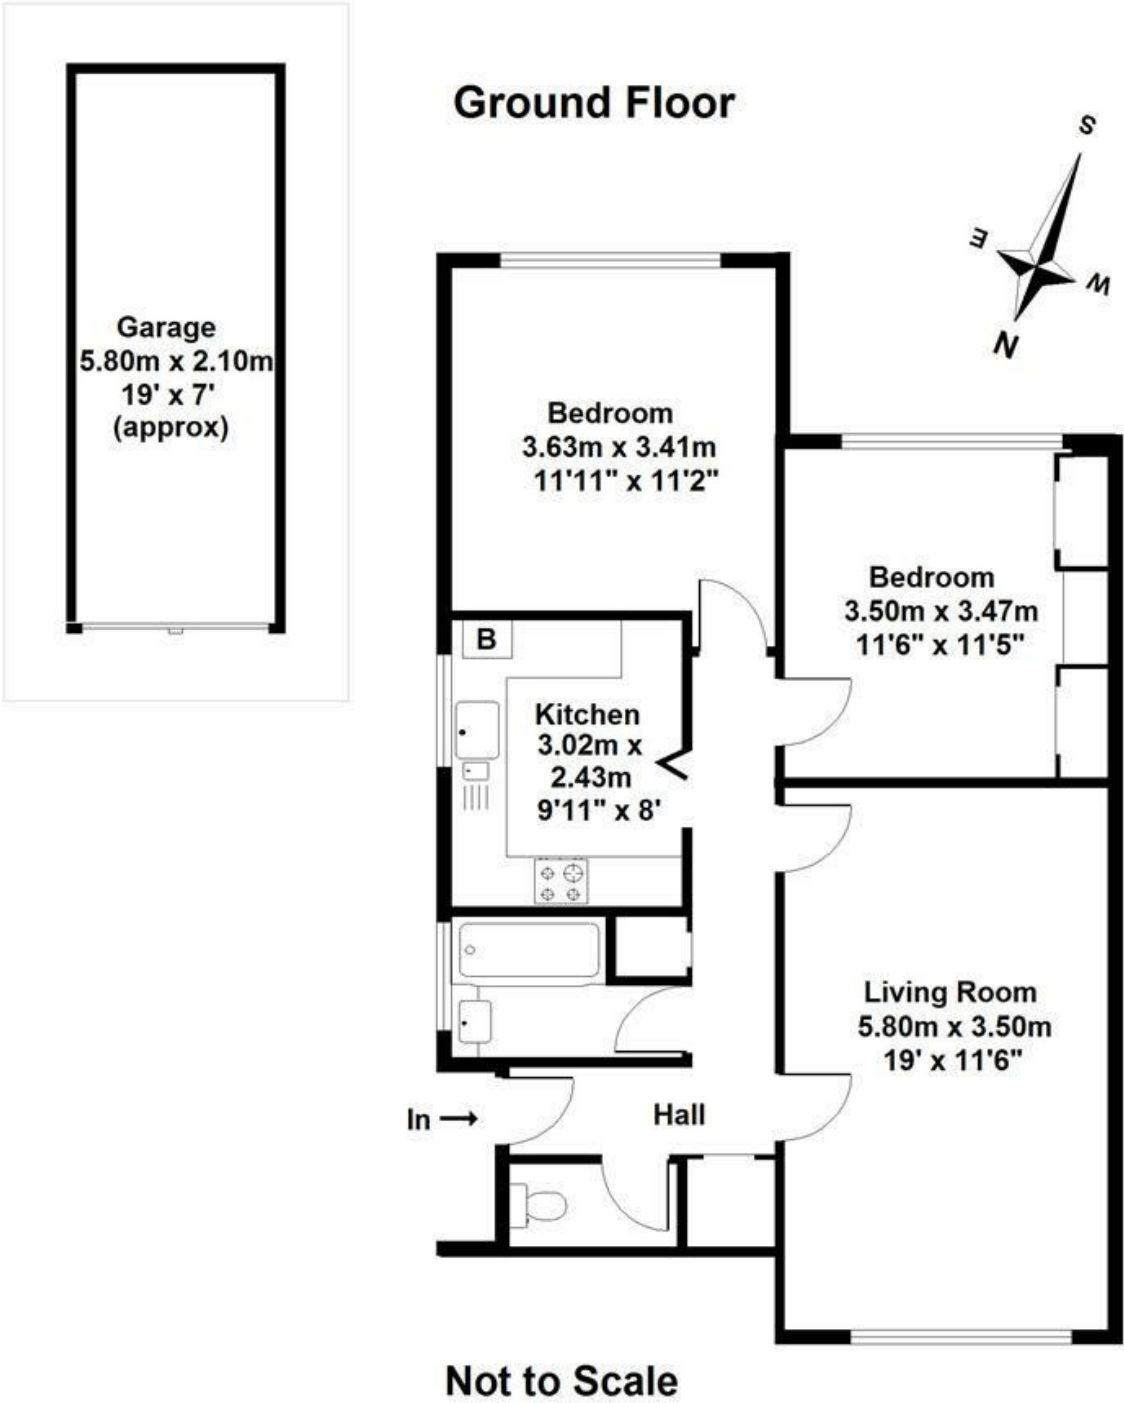 Ground Floor
S
E
W
N
Garage
5.80m x 2.10m
19' x 7'
(approx)
Bedroom
3.63m x 3.41m
11'11" x 11'2"
Bedroom
3.50m x 3.47m
11'6" x 11'5"
B
Kitchen
3.02m x
2.43m
9'11" x 8'
Living Room
5.80m x 3.50m
19' x 11'6"
In →
Hall
Not to Scale